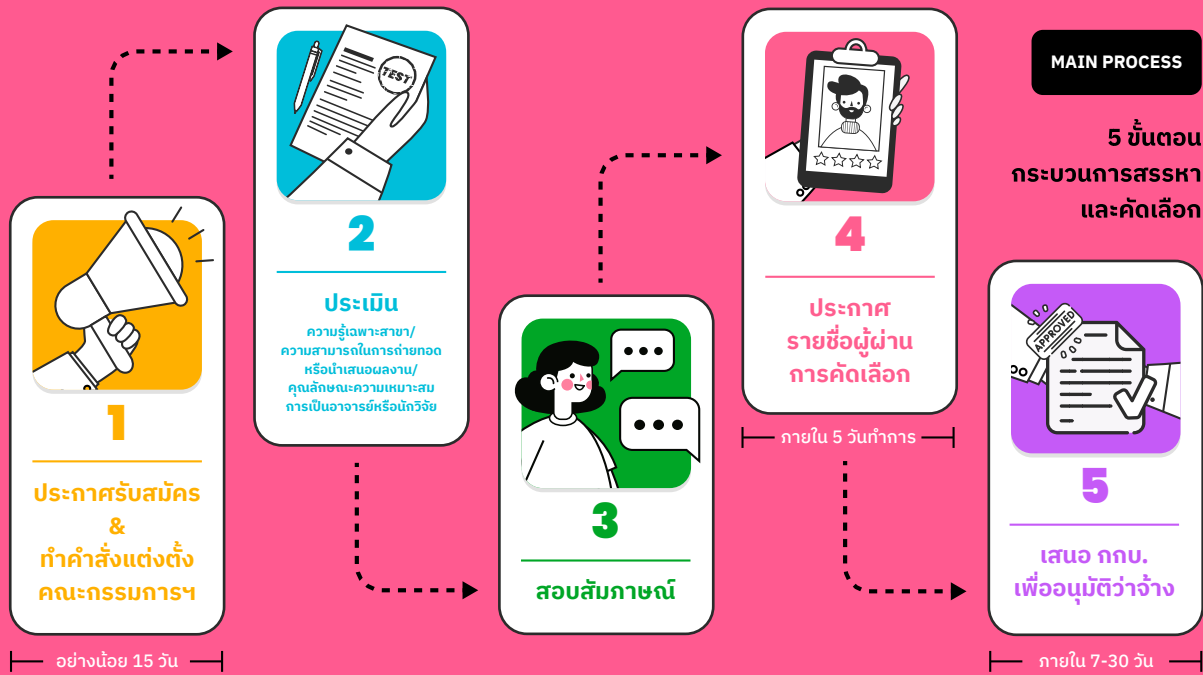 MAIN PROCESS
5 ขั้นตอน
กระบวนการสรรหา
และคัดเลือก
1
ประกาศรับสมัคร
&
ทำคำสั่งแต่งตั้ง
คณะกรรมการฯ
อย่างน้อย 15 วัน
TEST
2
ประเมิน
ความรู้เฉพาะสาขา/
ความสามารถในการถ่ายทอด
หรือนำเสนอผลงาน/
คุณลักษณะความเหมาะสม
การเป็นอาจารย์หรือนักวิจัย
3
สอบสัมภาษณ์
4
ประกาศ
รายชื่อผู้ผ่าน
การคัดเลือก
ภายใน 5 วันทำการ
APPROVED
5
เสนอ กกบ.
เพื่ออนุมัติว่าจ้าง
ภายใน 7-30 วัน